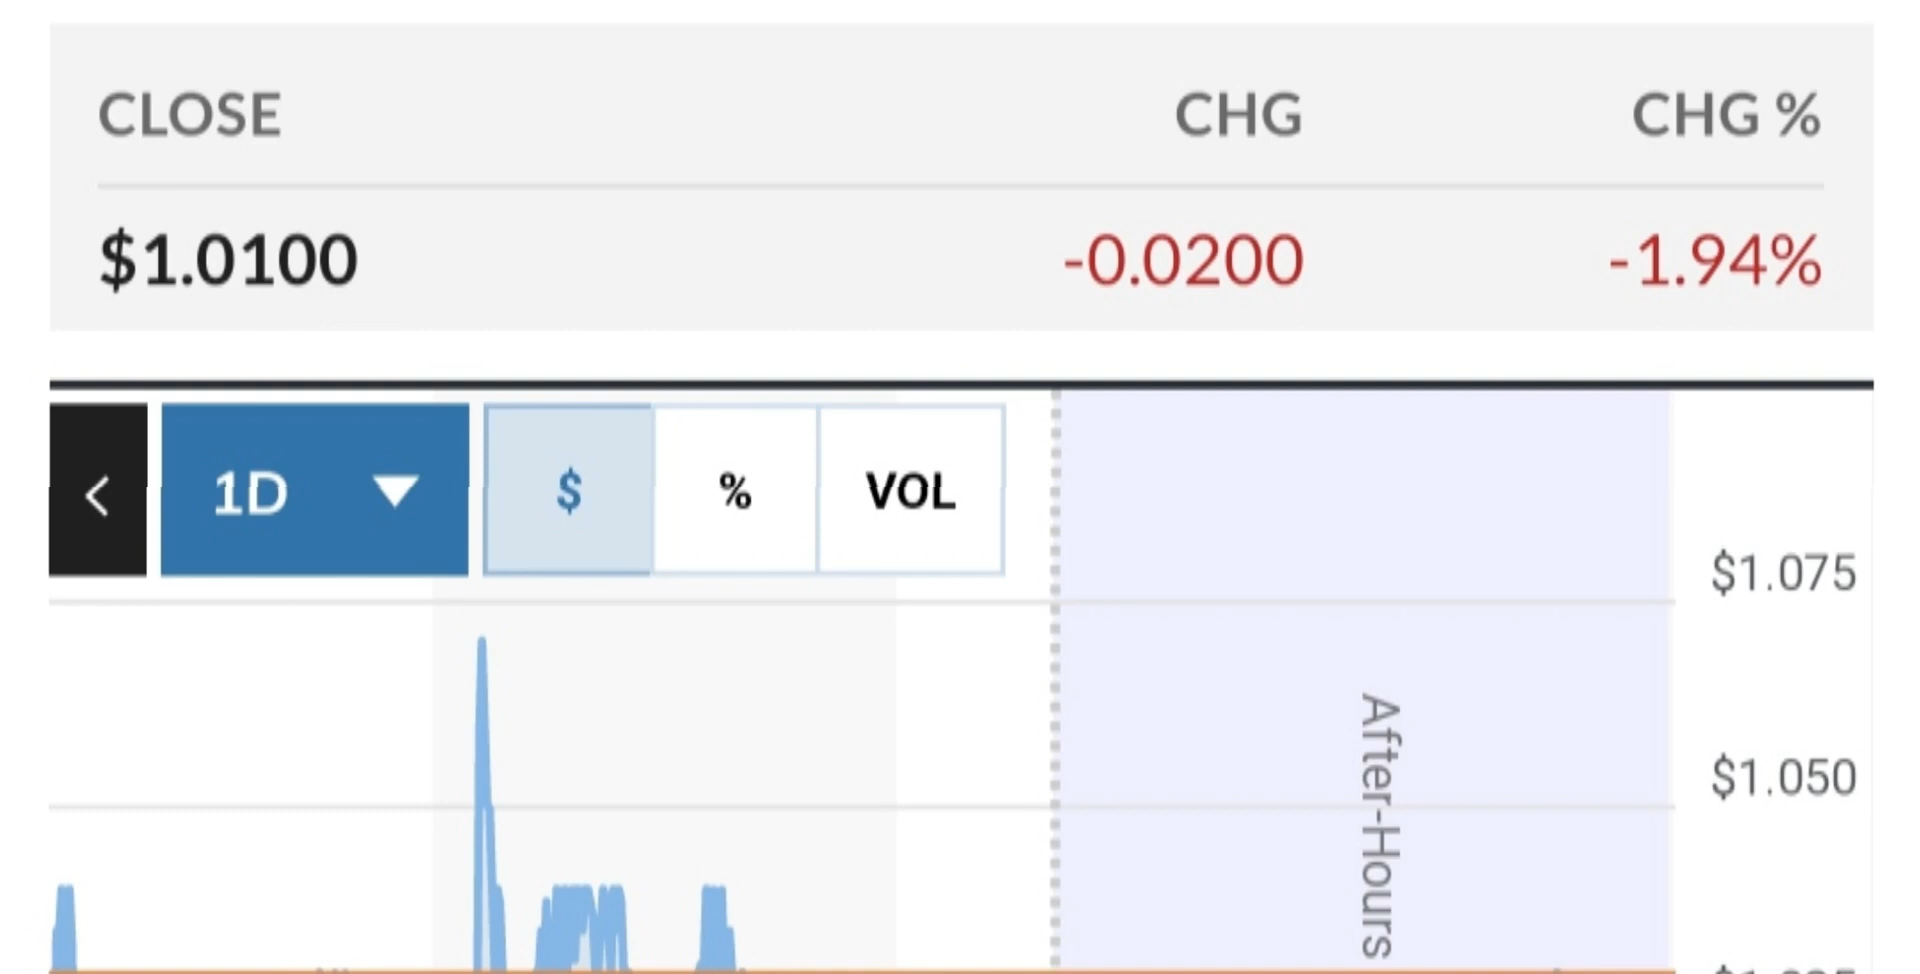 CLOSE CHG CHG %
$1.0100 -0.0200 -1.94%
1D $ % VOL
$1.075
After-Hours
$1.050